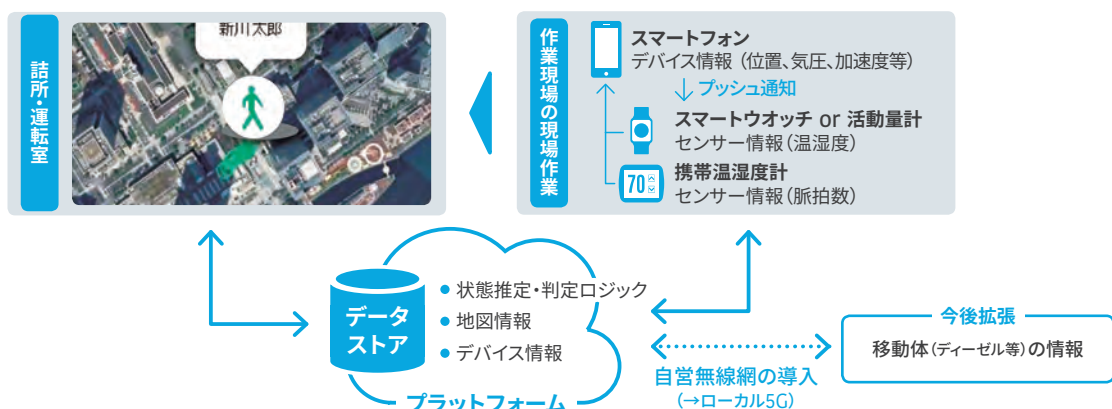 詰所・運転室
新川太郎
作業現場の現場作業
スマートフォン
デバイス情報（位置、気圧、加速度等）
↓プッシュ通知
スマートウオッチ or 活動量計
センサー情報（温湿度）
70
携帯温湿度計
センサー情報（脈拍数）
データ
ストア
● 状態推定・判定ロジック
● 地図情報
● デバイス情報
プラットフォーム
自営無線網の導入
（→ローカル5G）
今後拡張
移動体（ディーゼル等）の情報